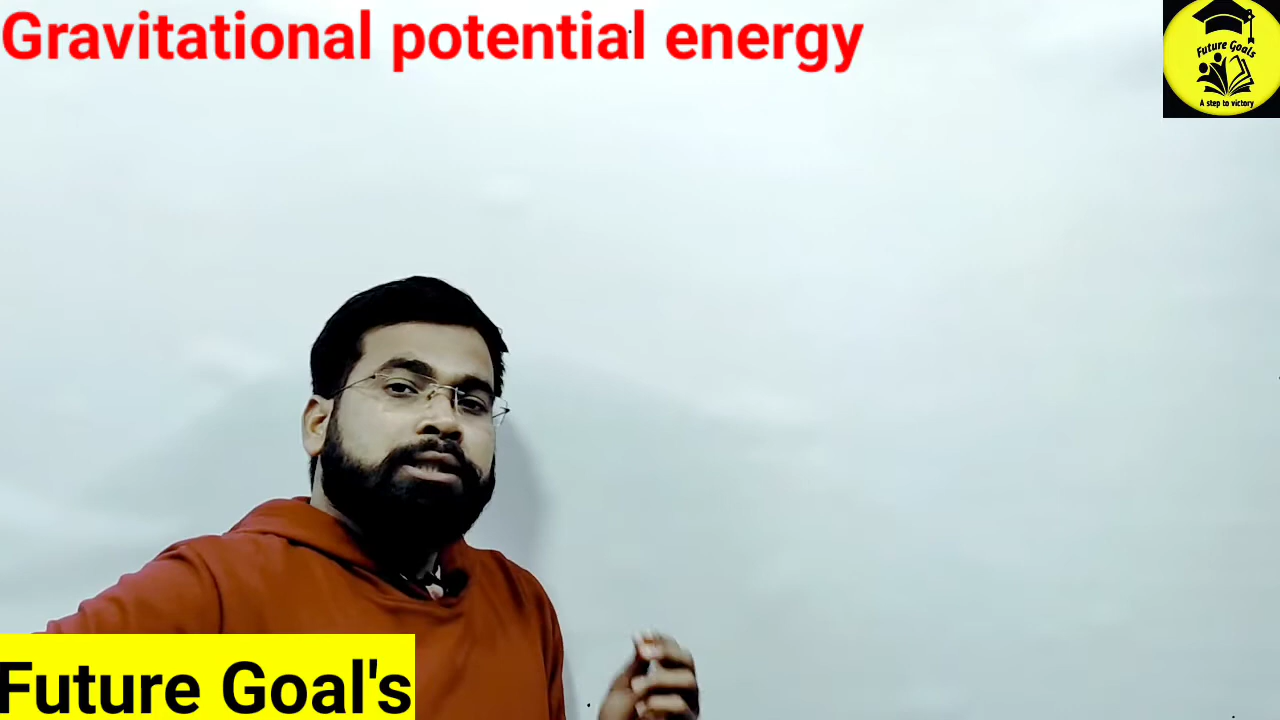 Gravitational potential energy
Future Goals
A step to victory
Future Goal's